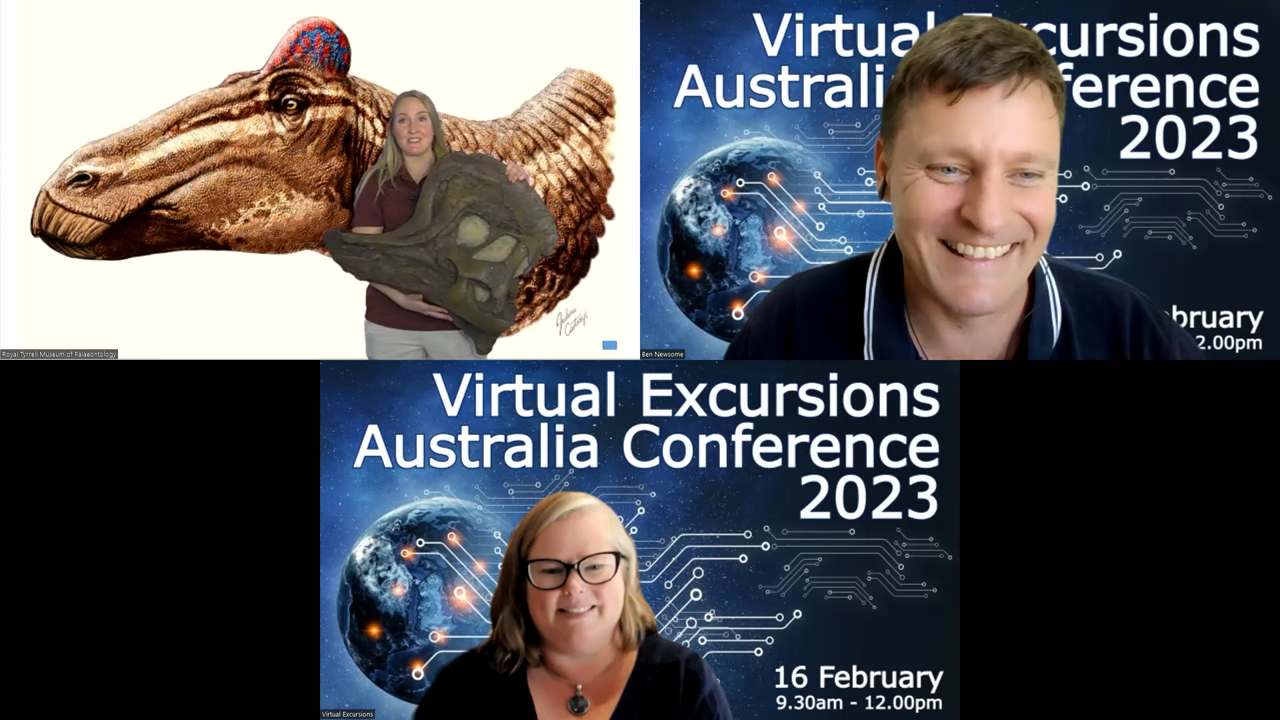 Royal Tyrrell Museum of Palaeontology
Virtual Excursions
Australia Conference
2023
16 February
9.30am - 12.00pm
Virtual cursions
Australi ference
2023
bruary
2.00pm
Ben Newsome
Virtual Excursions